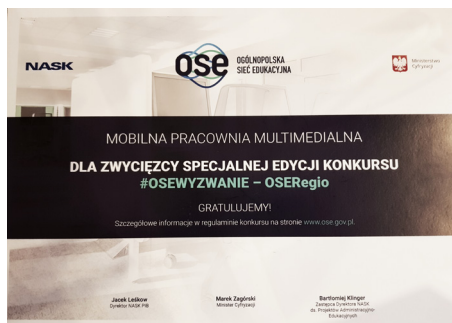 NASK
ose
OGÓLNOPOLSKA
SIEĆ EDUKACYJNA
Ministerstwo
Cyfryzacji
MOBILNA PRACOWNIA MULTIMEDIALNA
DLA ZWYCIĘZCY SPECJALNEJ EDYCJI KONKURSU
#OSEWYZWANIE – OSERegio
GRATULUJEMY!
Szczegółowe informacje w regulaminie konkursu na stronie www.ose.gov.pl.
Jacek Leśkow
Dyrektor NASK PIB
Marek Zagórski
Minister Cyfryzacji
Bartłomiej Klinger
Zastępca Dyrektora NASK
ds. Projektów Administracyjno-
Edukacyjnych